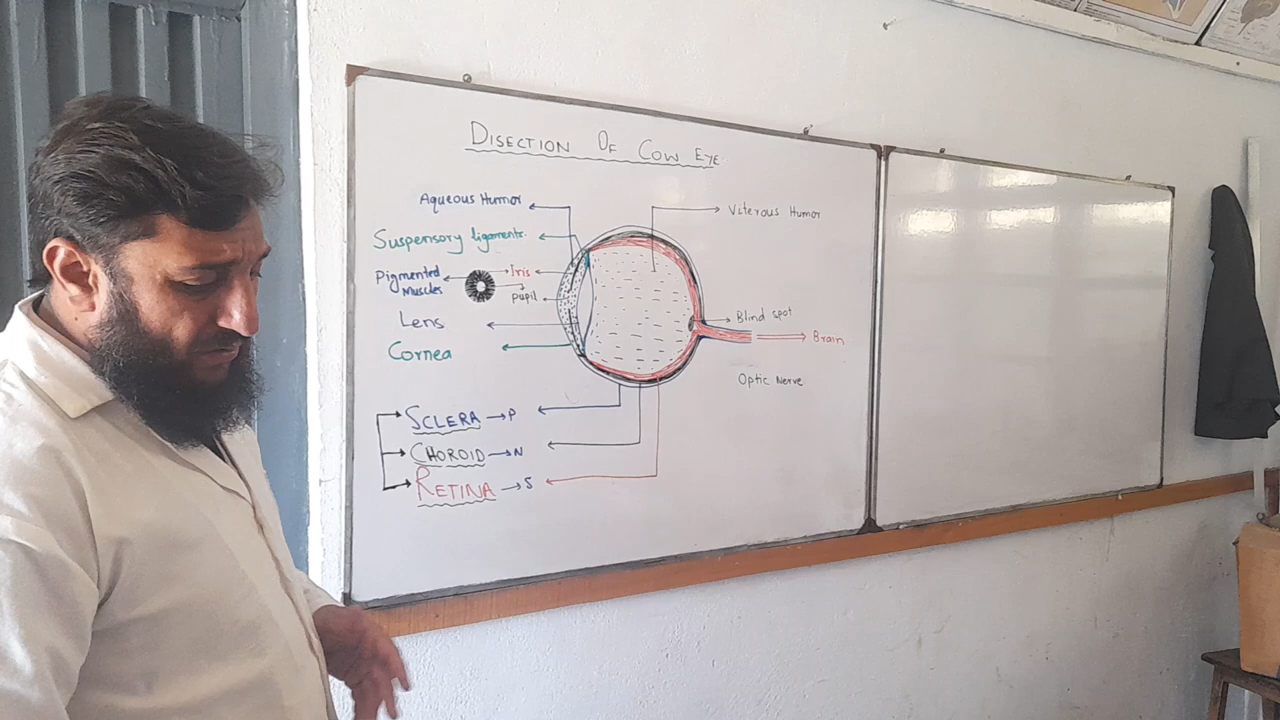 DISECTION OF COW EYE
Aqueous Humor
Viterous Humor
Suspensory ligaments.
Pigmented
Muscles
Iris
pupil
Blind spot
Lens
Brain
Cornea
Optic Nerve
SCLERA → P
CHOROID → N
RETINA → S